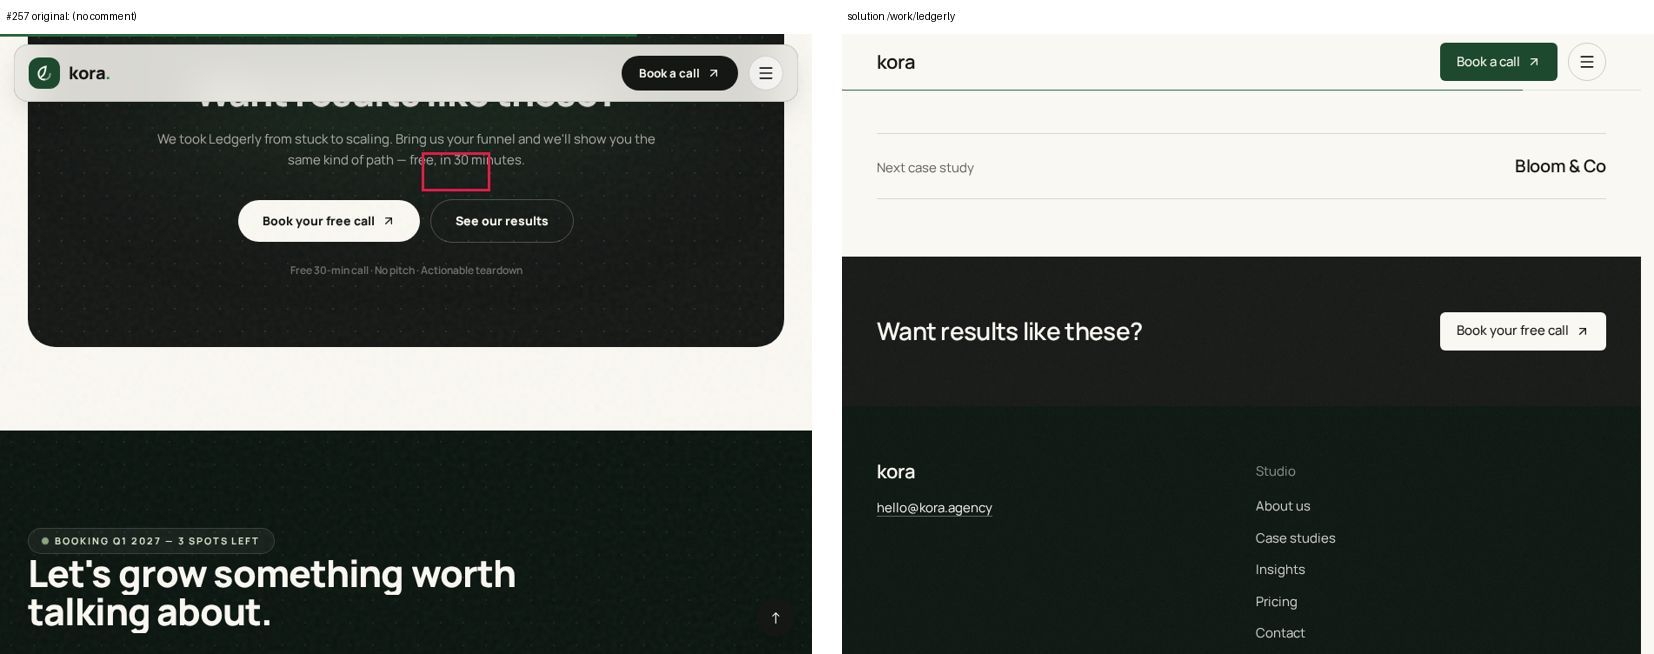 #257 original: (no comment)
kora.
Book a call
Want results like these?
We took Ledgerly from stuck to scaling. Bring us your funnel and we'll show you the
same kind of path — free, in 30 minutes.
Book your free call
See our results
Free 30-min call · No pitch · Actionable teardown
BOOKING Q1 2027 — 3 SPOTS LEFT
Let's grow something worth
talking about.
solution /work/ledgerly
kora
Book a call
Next case study
Bloom & Co
Want results like these?
Book your free call
kora
hello@kora.agency
Studio
About us
Case studies
Insights
Pricing
Contact